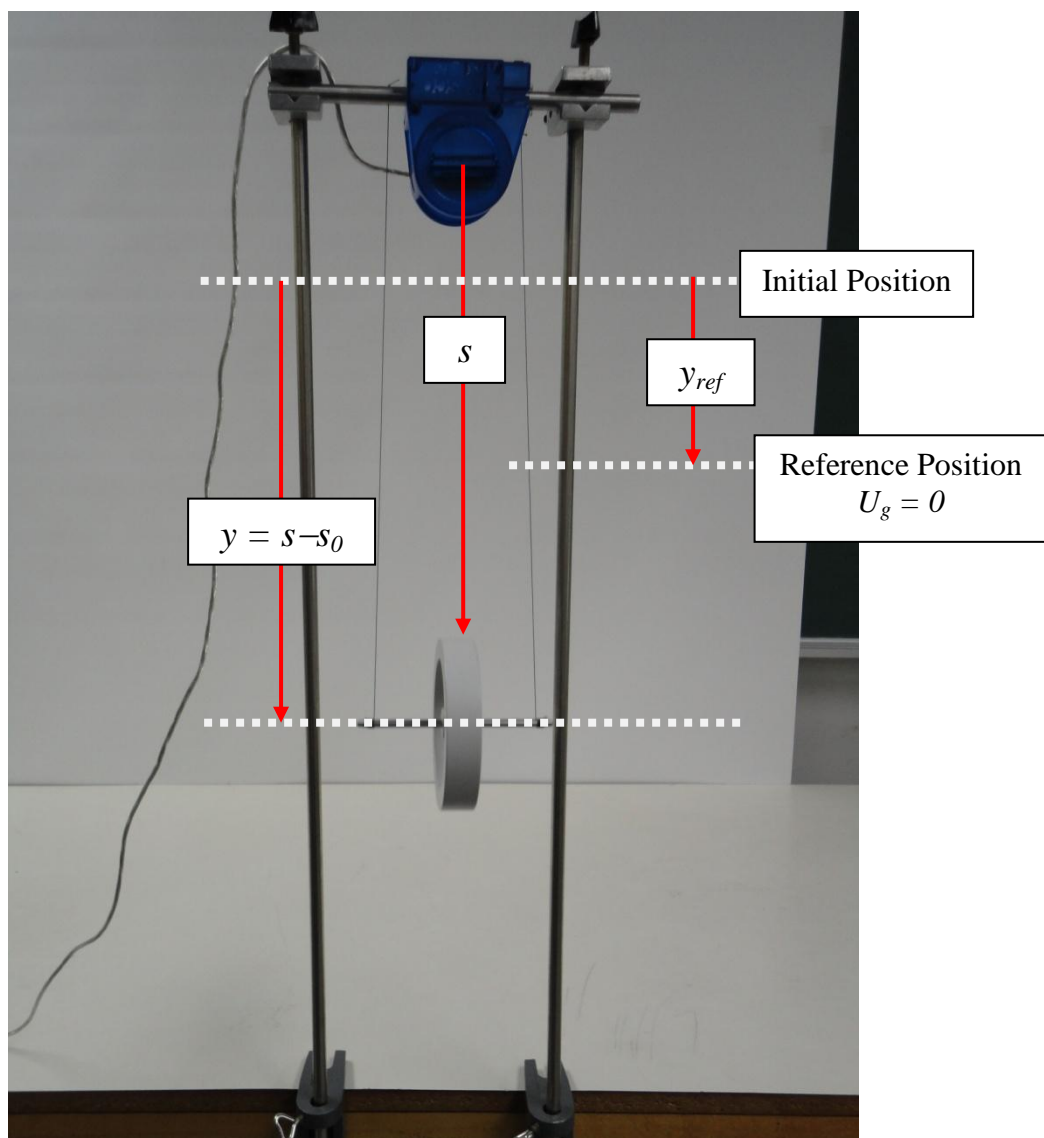 Initial Position
s
y_ref
Reference Position
U_g = 0
y = s−s_0